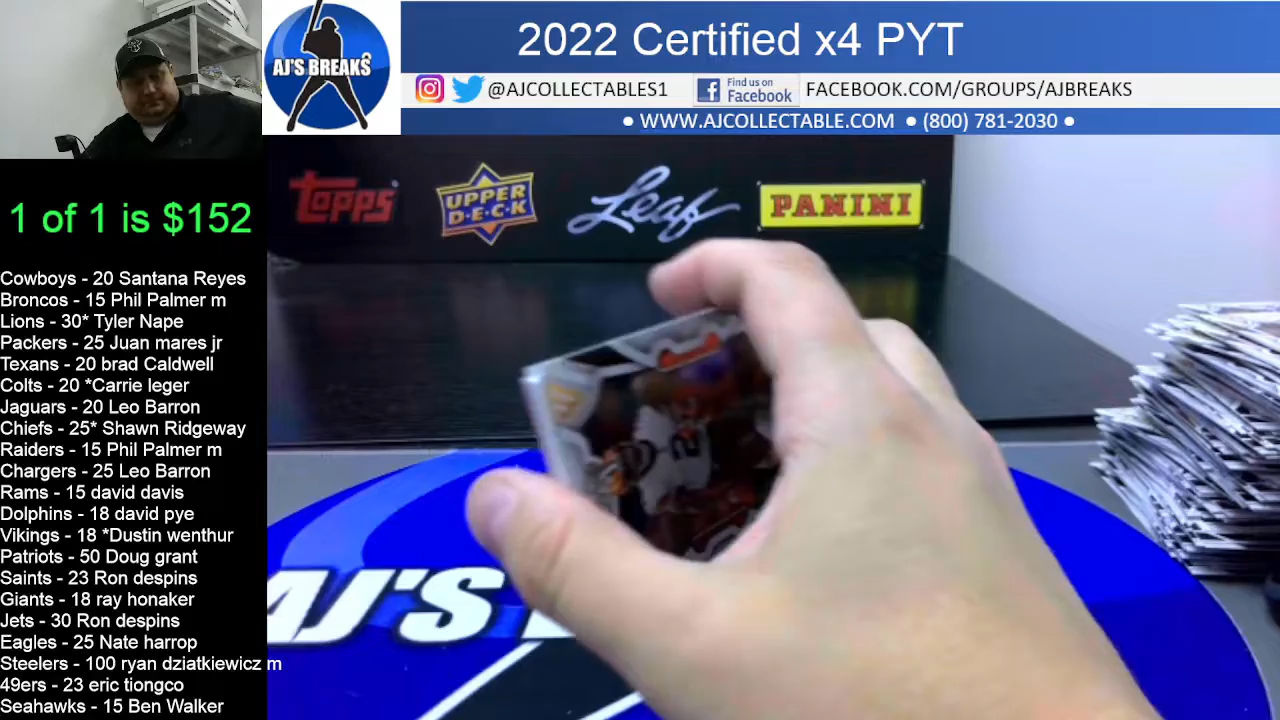 2022 Certified x4 PYT
AJ'S BREAKS
@AJCOLLECTABLES1
Find us on
Facebook
FACEBOOK.COM/GROUPS/AJBREAKS
• WWW.AJCOLLECTABLE.COM • (800) 781-2030 •
topps
UPPER
D·E·C·K
Leaf
PANINI
1 of 1 is $152
Cowboys - 20 Santana Reyes
Broncos - 15 Phil Palmer m
Lions - 30* Tyler Nape
Packers - 25 Juan mares jr
Texans - 20 brad Caldwell
Colts - 20 *Carrie leger
Jaguars - 20 Leo Barron
Chiefs - 25* Shawn Ridgeway
Raiders - 15 Phil Palmer m
Chargers - 25 Leo Barron
Rams - 15 david davis
Dolphins - 18 david pye
Vikings - 18 *Dustin wenthur
Patriots - 50 Doug grant
Saints - 23 Ron despins
Giants - 18 ray honaker
Jets - 30 Ron despins
Eagles - 25 Nate harrop
Steelers - 100 ryan dziatkiewicz m
49ers - 23 eric tiongco
Seahawks - 15 Ben Walker
AJ'S